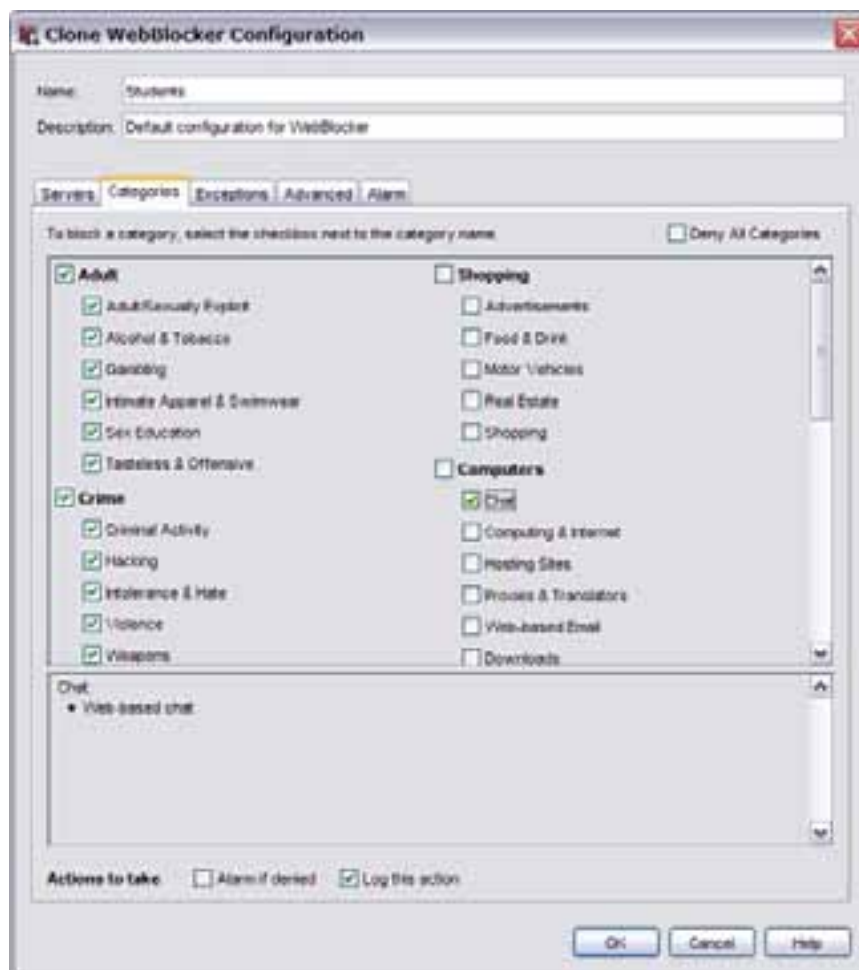 Clone WebBlocker Configuration
Name: Students
Description: Default configuration for WebBlocker
Servers Categories Exceptions Advanced Alarm
To block a category, select the checkbox next to the category name
Deny All Categories
Adult
Adult/Sexually Explicit
Alcohol & Tobacco
Gambling
Intimate Apparel & Swimwear
Sex Education
Tasteless & Offensive
Crime
Criminal Activity
Hacking
Intolerance & Hate
Violence
Weapons
Shopping
Advertisements
Food & Drink
Motor Vehicles
Real Estate
Shopping
Computers
Chat
Computing & Internet
Hosting Sites
Proxies & Translators
Web-based Email
Downloads
Chat
• Web-based chat
Actions to take
Alarm if denied
Log this action
OK Cancel Help